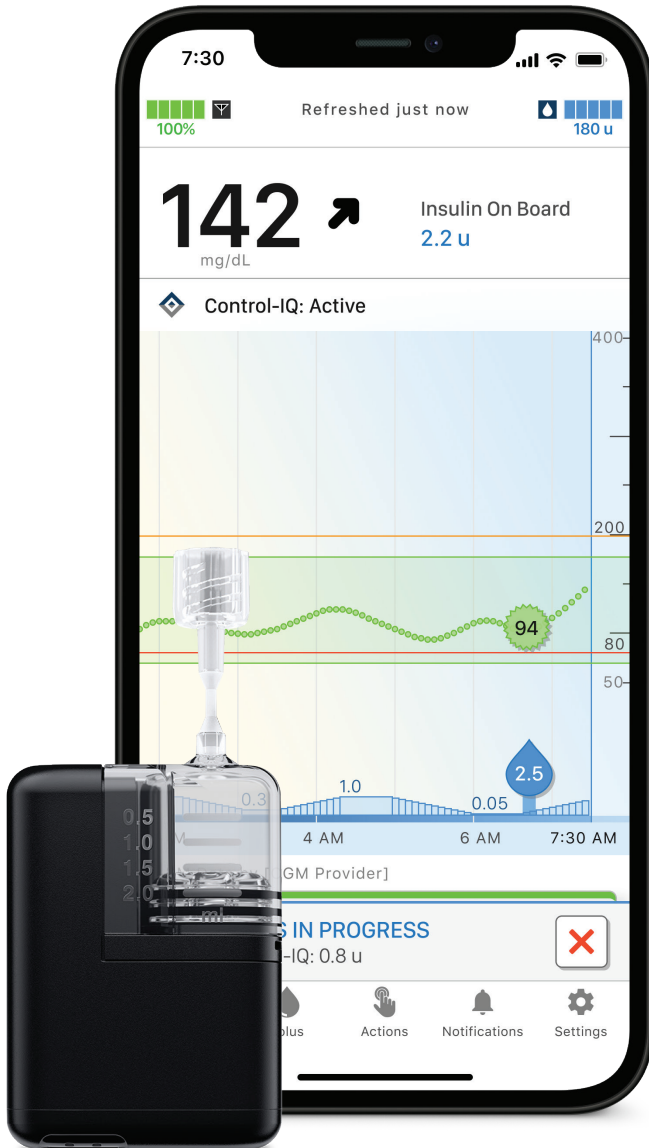 7:30
Refreshed just now
100%
180 u
142
mg/dL
Insulin On Board
2.2 u
Control-IQ: Active
400
200
94
80
50
2.5
0.3
1.0
0.05
4 AM
6 AM
7:30 AM
GM Provider]
IN PROGRESS
-IQ: 0.8 u
Actions
Notifications
Settings
0.5
1.0
1.5
2.0
ml